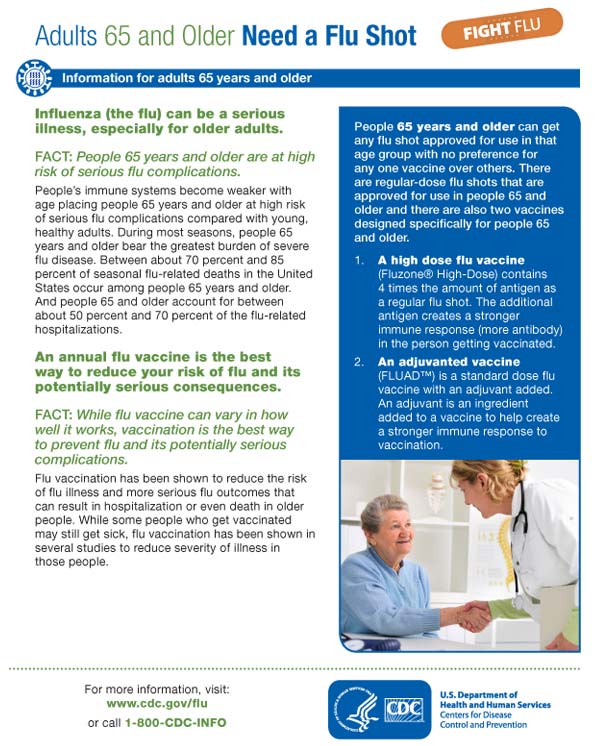 Adults 65 and Older Need a Flu Shot
FIGHT FLU
Information for adults 65 years and older
Influenza (the flu) can be a serious
illness, especially for older adults.
FACT: People 65 years and older are at high
risk of serious flu complications.
People's immune systems become weaker with
age placing people 65 years and older at high risk
of serious flu complications compared with young,
healthy adults. During most seasons, people 65
years and older bear the greatest burden of severe
flu disease. Between about 70 percent and 85
percent of seasonal flu-related deaths in the United
States occur among people 65 years and older.
And people 65 and older account for between
about 50 percent and 70 percent of the flu-related
hospitalizations.
An annual flu vaccine is the best
way to reduce your risk of flu and its
potentially serious consequences.
FACT: While flu vaccine can vary in how
well it works, vaccination is the best way
to prevent flu and its potentially serious
complications.
Flu vaccination has been shown to reduce the risk
of flu illness and more serious flu outcomes that
can result in hospitalization or even death in older
people. While some people who get vaccinated
may still get sick, flu vaccination has been shown in
several studies to reduce severity of illness in
those people.
People 65 years and older can get
any flu shot approved for use in that
age group with no preference for
any one vaccine over others. There
are regular-dose flu shots that are
approved for use in people 65 and
older and there are also two vaccines
designed specifically for people 65
and older.
1. A high dose flu vaccine
(Fluzone® High-Dose) contains
4 times the amount of antigen as
a regular flu shot. The additional
antigen creates a stronger
immune response (more antibody)
in the person getting vaccinated.
2. An adjuvanted vaccine
(FLUAD™) is a standard dose flu
vaccine with an adjuvant added.
An adjuvant is an ingredient
added to a vaccine to help create
a stronger immune response to
vaccination.
For more information, visit:
www.cdc.gov/flu
or call 1-800-CDC-INFO
CDC
U.S. Department of
Health and Human Services
Centers for Disease
Control and Prevention